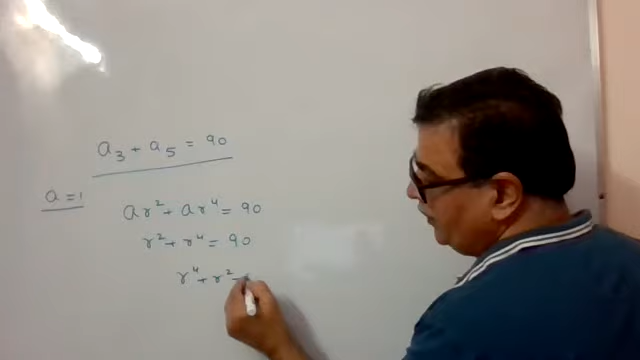 a₃ + a₅ = 90
a = 1
ar² + ar⁴ = 90
r² + r⁴ = 90
r⁴ + r² -